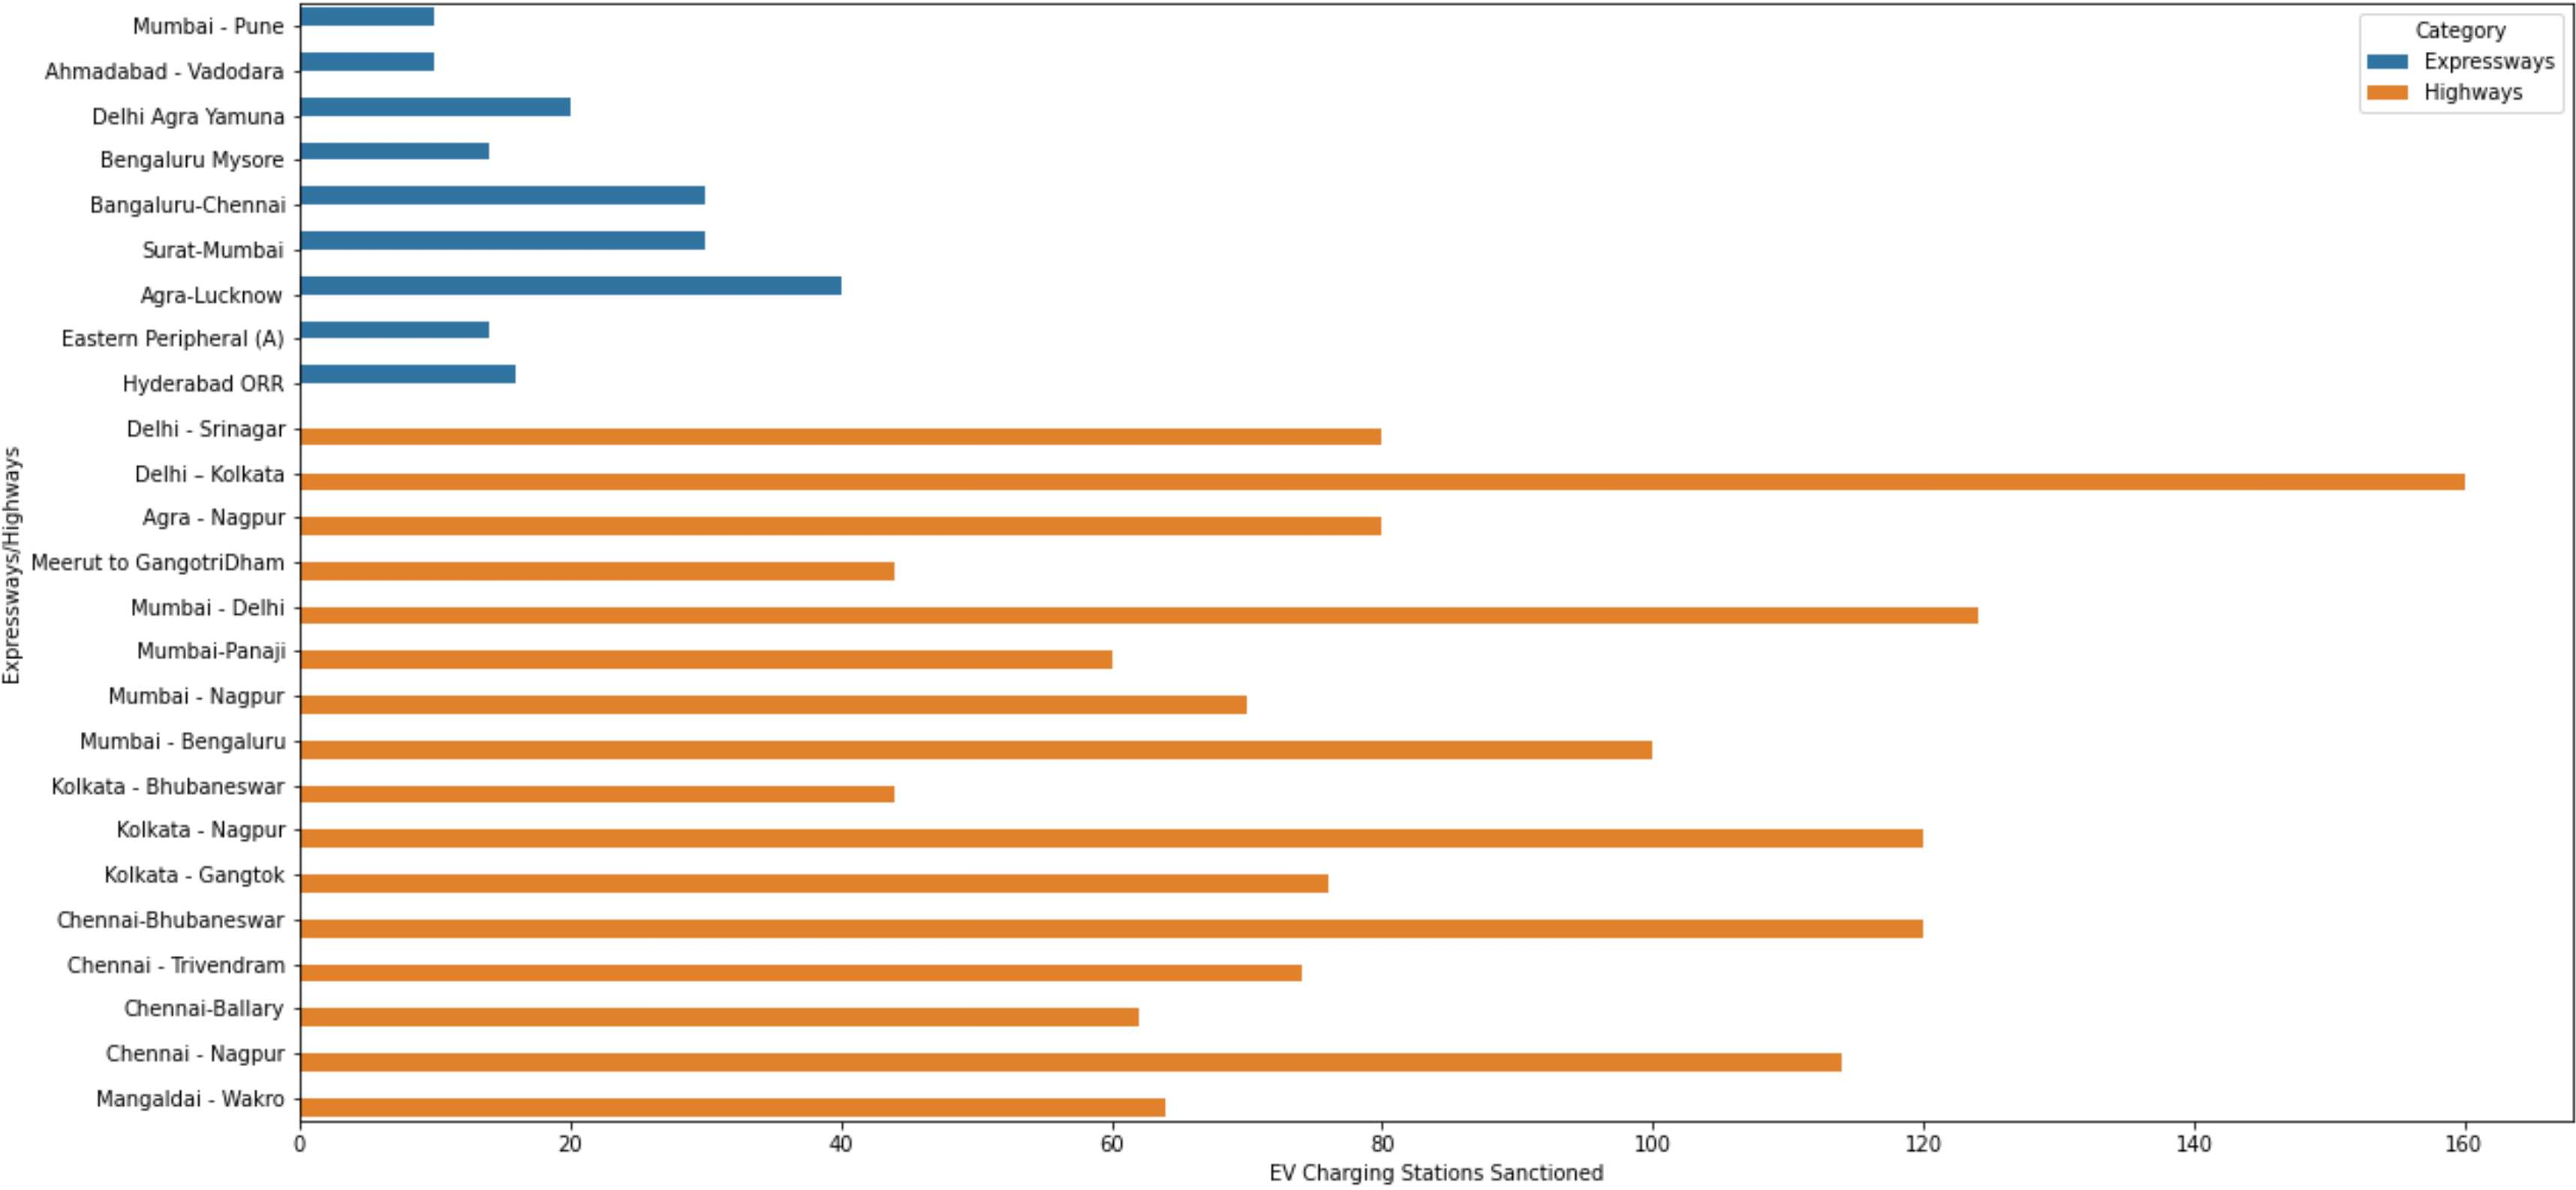 Category
Expressways
Highways
Expressways/Highways
Mumbai - Pune
Ahmadabad - Vadodara
Delhi Agra Yamuna
Bengaluru Mysore
Bangaluru-Chennai
Surat-Mumbai
Agra-Lucknow
Eastern Peripheral (A)
Hyderabad ORR
Delhi - Srinagar
Delhi – Kolkata
Agra - Nagpur
Meerut to GangotriDham
Mumbai - Delhi
Mumbai-Panaji
Mumbai - Nagpur
Mumbai - Bengaluru
Kolkata - Bhubaneswar
Kolkata - Nagpur
Kolkata - Gangtok
Chennai-Bhubaneswar
Chennai - Trivendram
Chennai-Ballary
Chennai - Nagpur
Mangaldai - Wakro
0 20 40 60 80 100 120 140 160
EV Charging Stations Sanctioned